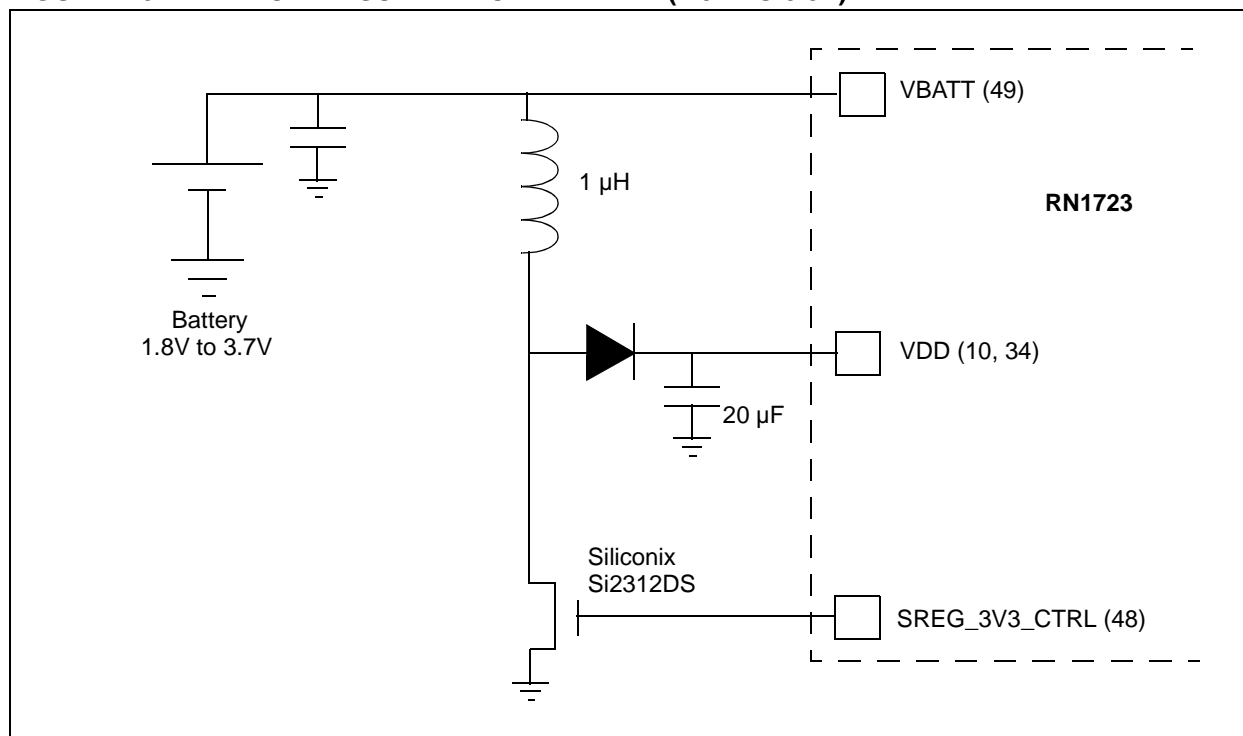 VBATT (49)
1 µH
RN1723
Battery
1.8V to 3.7V
VDD (10, 34)
20 µF
Siliconix
Si2312DS
SREG_3V3_CTRL (48)